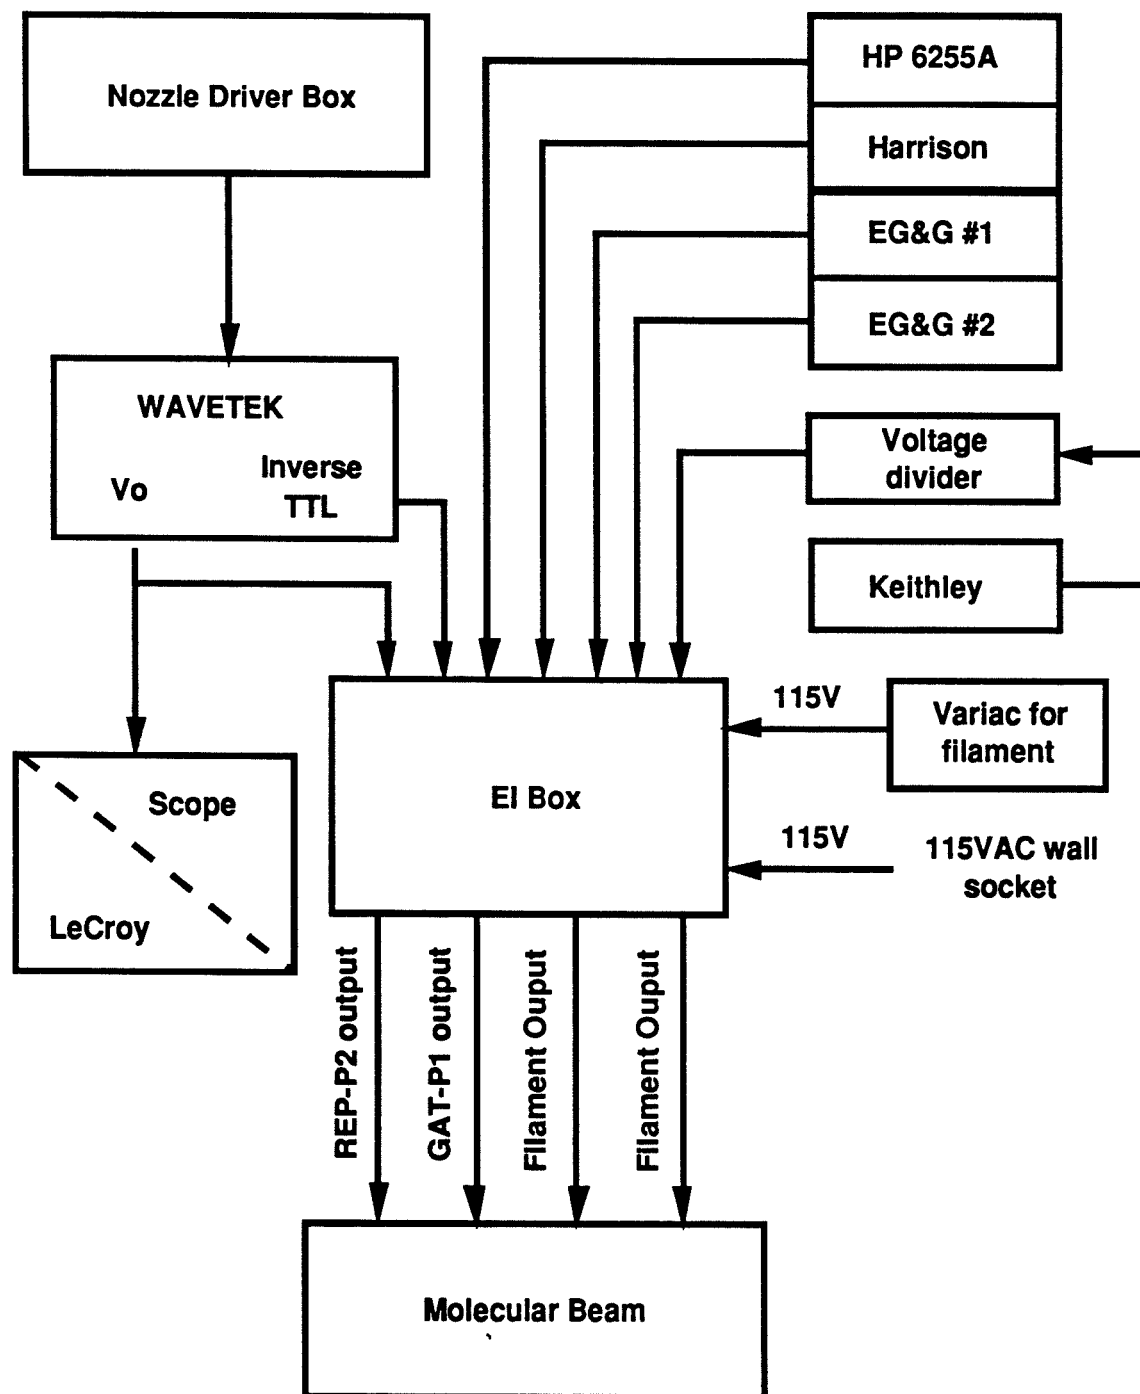 Nozzle Driver Box
HP 6255A
Harrison
EG&G #1
EG&G #2
WAVETEK
Vo
Inverse
TTL
Voltage
divider
Keithley
115V
Variac for
filament
Scope
LeCroy
EI Box
115V
115VAC wall
socket
REP-P2 output
GAT-P1 output
Filament Ouput
Filament Ouput
Molecular Beam